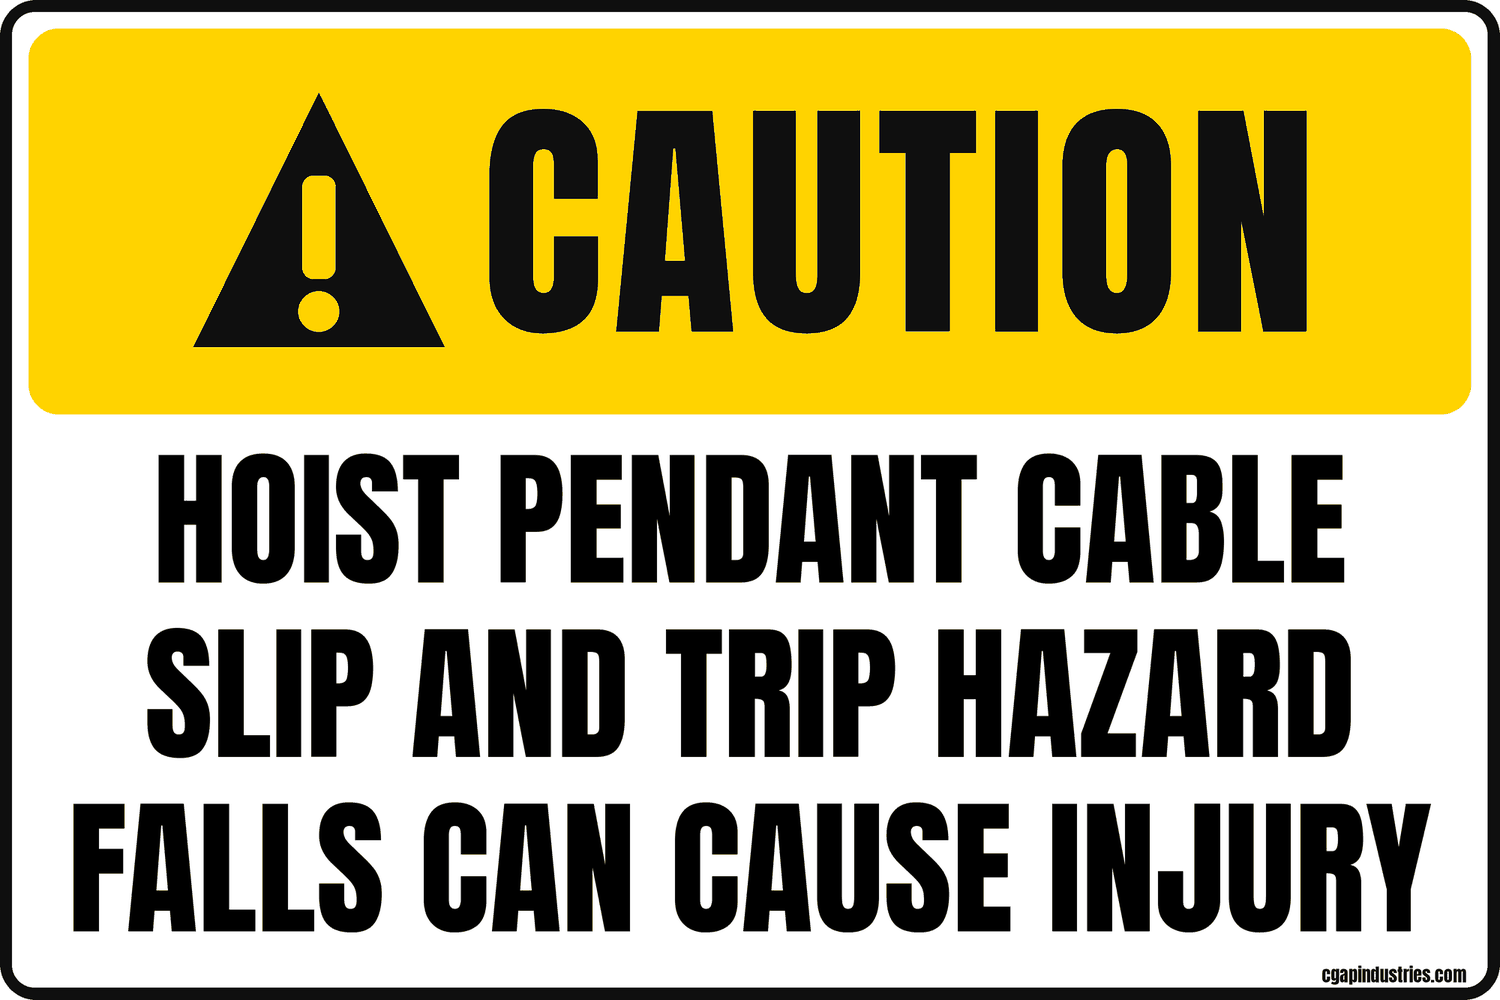 CAUTION
HOIST PENDANT CABLE
SLIP AND TRIP HAZARD
FALLS CAN CAUSE INJURY
cgapindustries.com